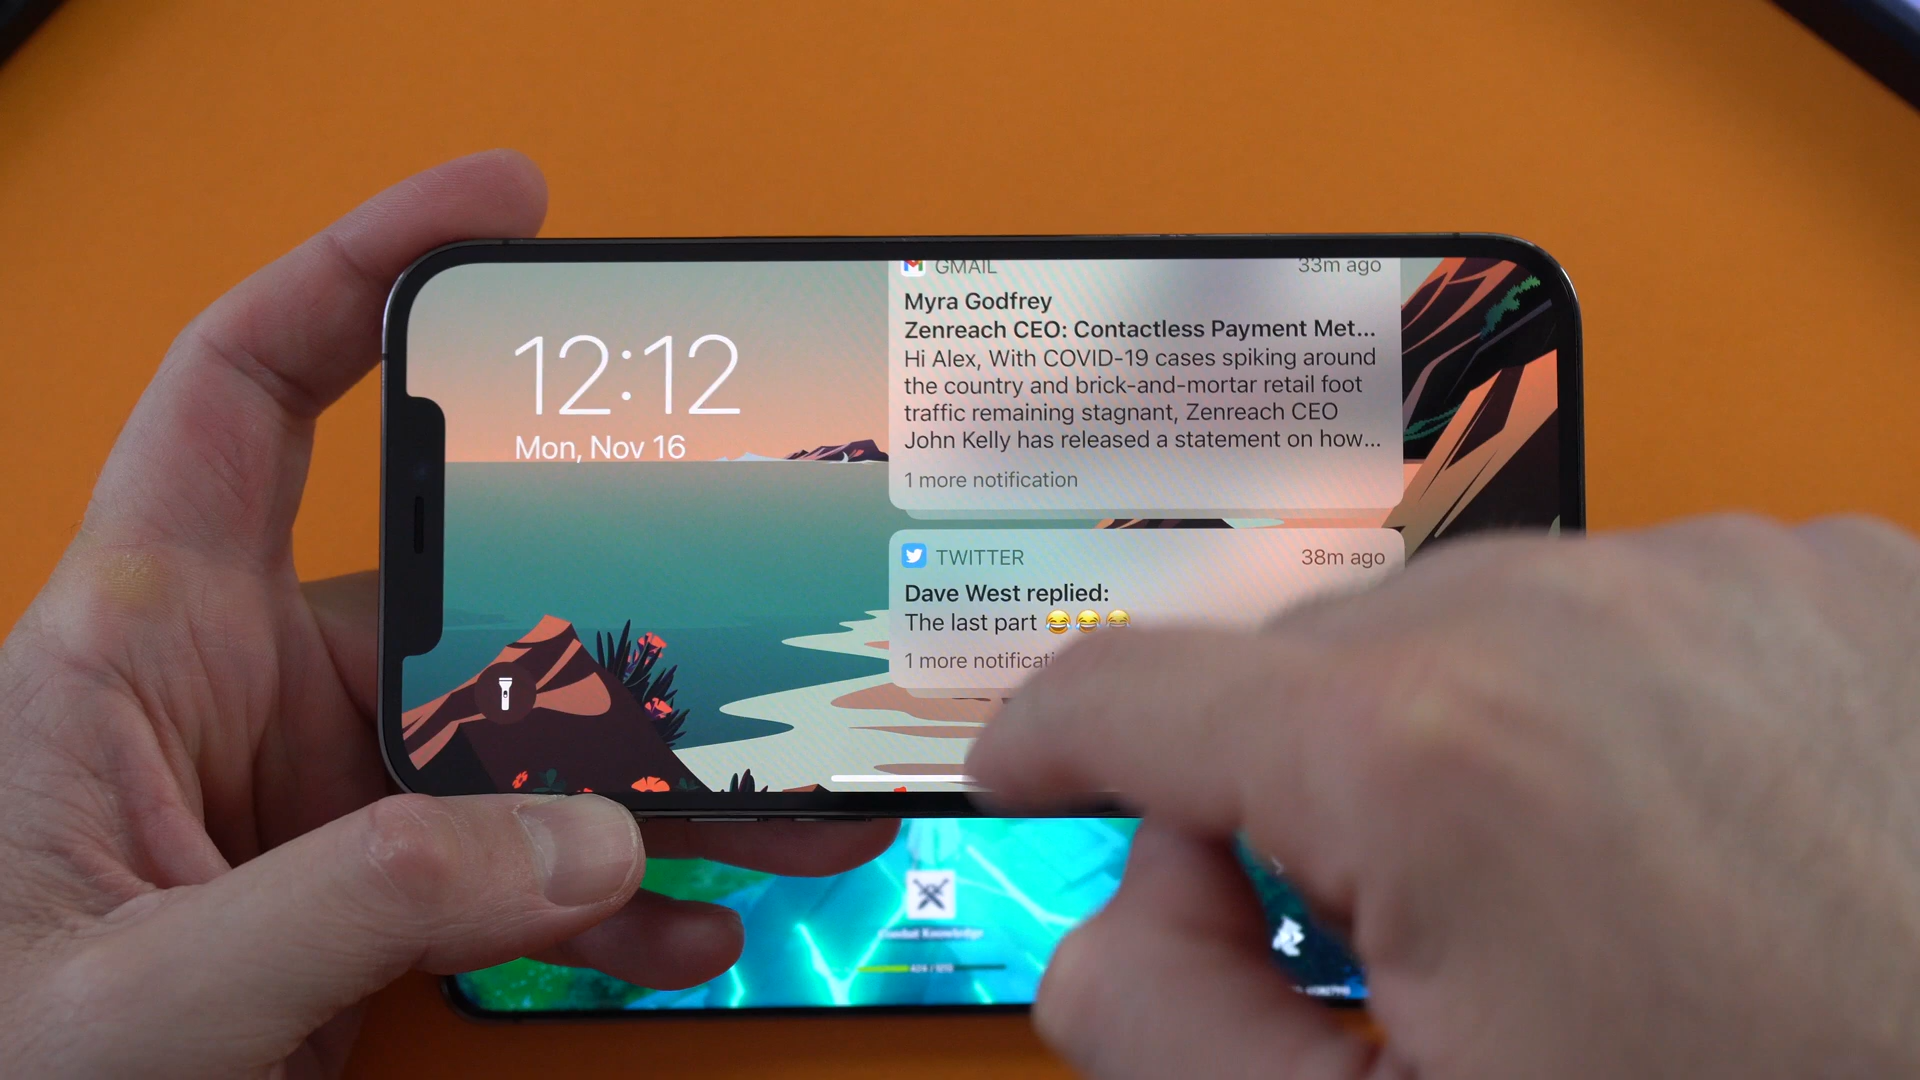 12:12
Mon, Nov 16
GMAIL 33m ago
Myra Godfrey
Zenreach CEO: Contactless Payment Met...
Hi Alex, With COVID-19 cases spiking around
the country and brick-and-mortar retail foot
traffic remaining stagnant, Zenreach CEO
John Kelly has released a statement on how...
1 more notification
TWITTER 38m ago
Dave West replied:
The last part 😂😂😂
1 more notificati
Combat Knowledge